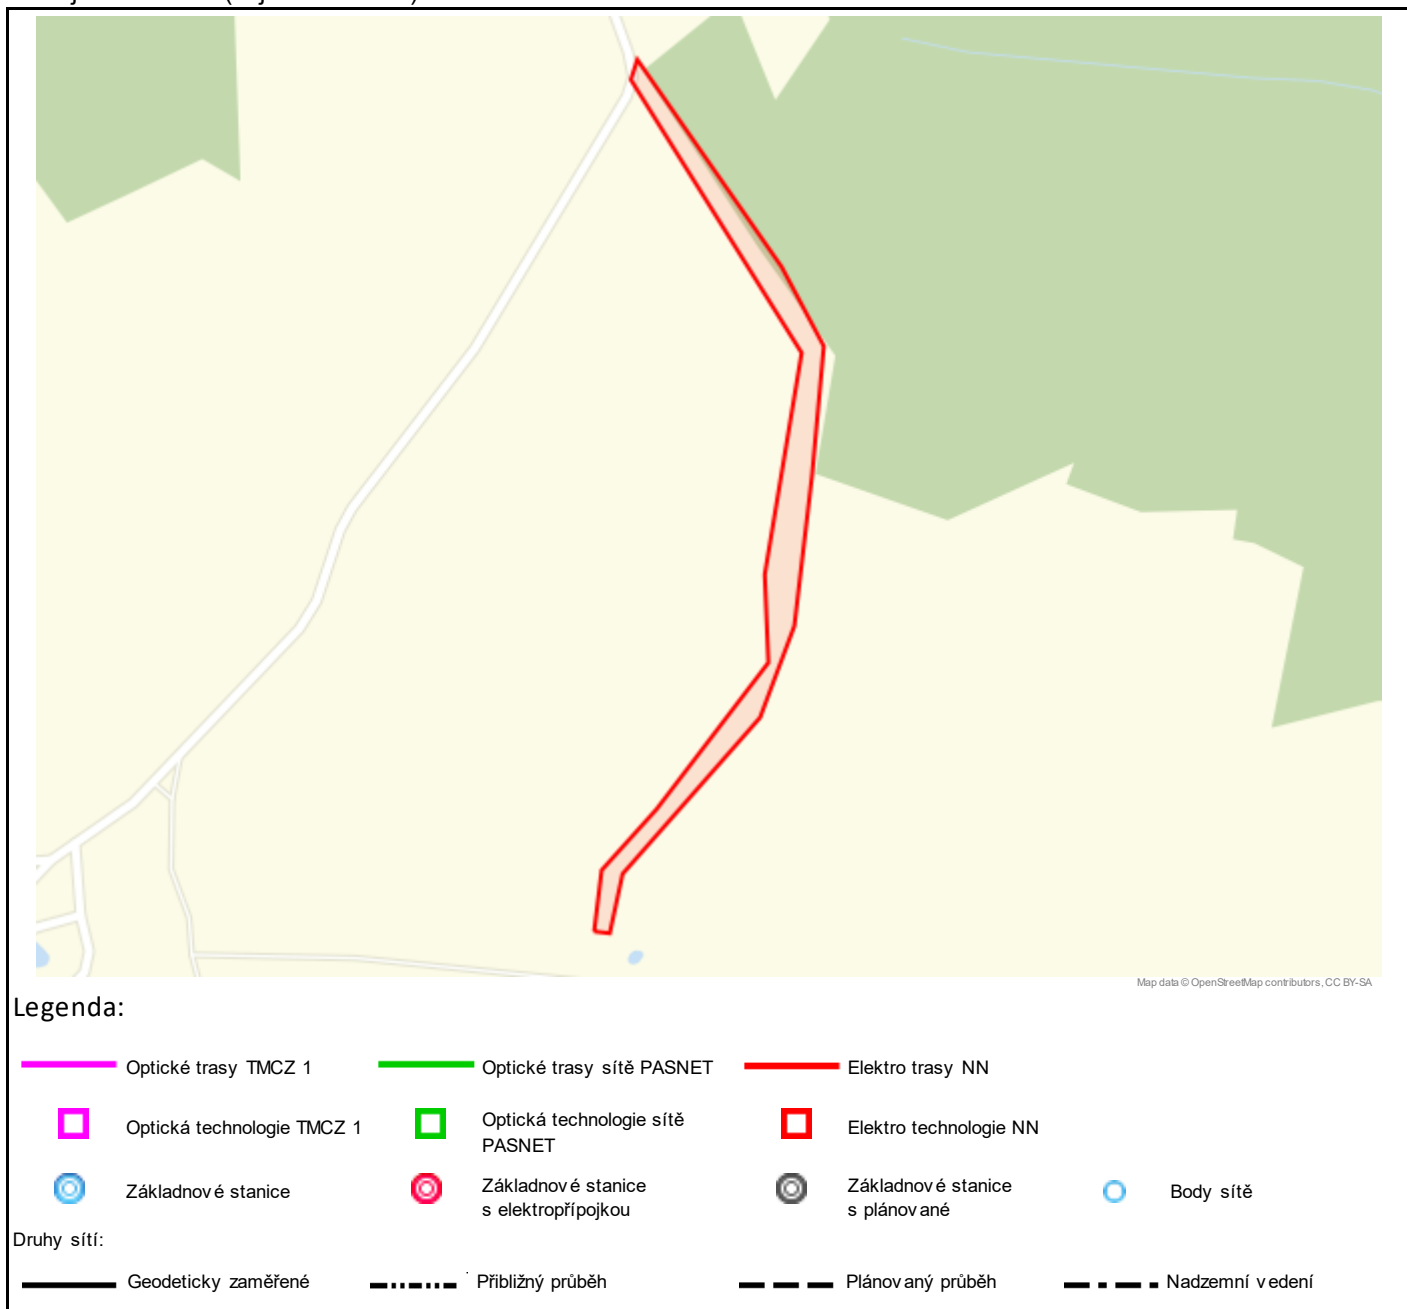 Map data © OpenStreetMap contributors, CC BY-SA
Legenda:
Optické trasy TMCZ 1
Optické trasy sítě PASNET
Elektro trasy NN
Optická technologie TMCZ 1
Optická technologie sítě
PASNET
Elektro technologie NN
Základnové stanice
Základnové stanice
s elektropřípojkou
Základnové stanice
s plánované
Body sítě
Druhy sítí:
Geodeticky zaměřené
Přibližný průběh
Plánovaný průběh
Nadzemní vedení